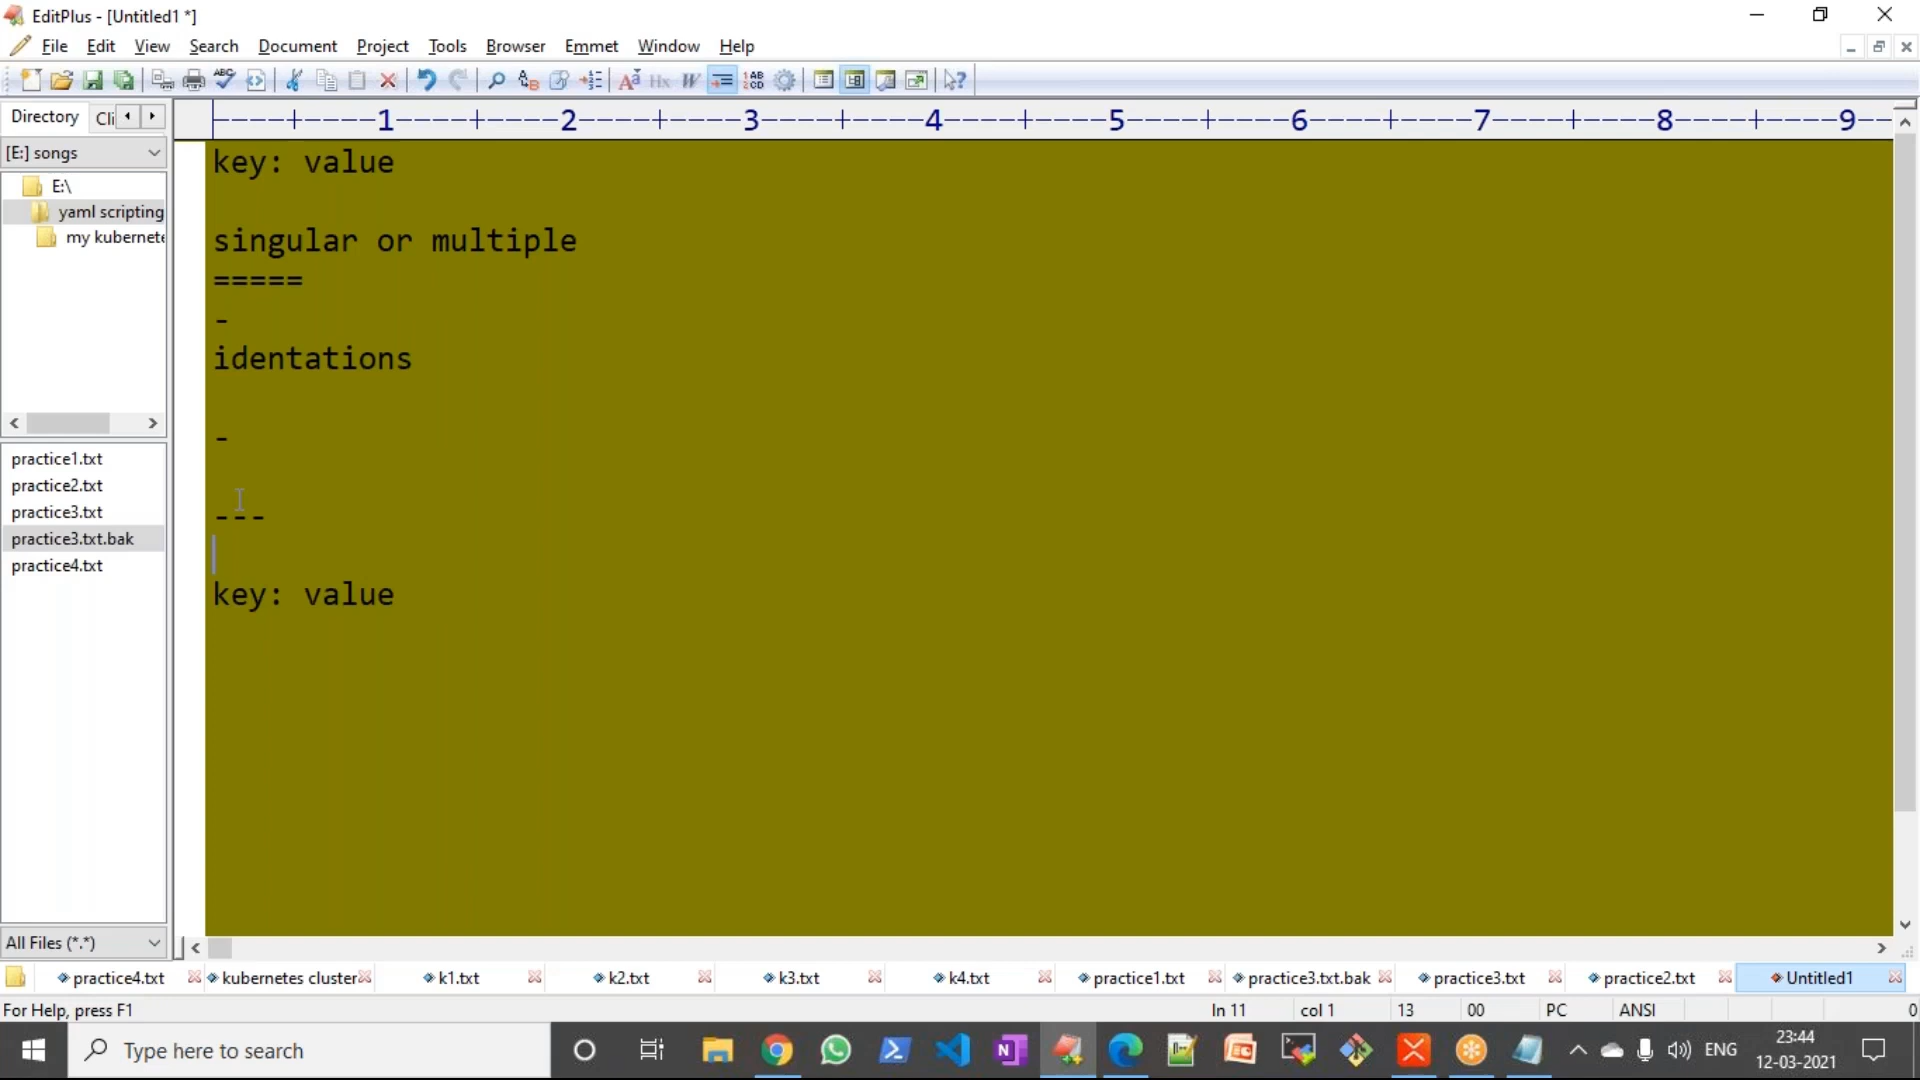 EditPlus - [Untitled1 *]
File Edit View Search Document Project Tools Browser Emmet Window Help
Directory Cli
----+----1----+----2----+----3----+----4----+----5----+----6----+----7----+----8----+----9--
[E:] songs
E:\
yaml scripting
my kubernete
key: value
singular or multiple
=====
-
identations
-
---
key: value
practice1.txt
practice2.txt
practice3.txt
practice3.txt.bak
practice4.txt
All Files (*.*)
practice4.txt kubernetes cluster k1.txt k2.txt k3.txt k4.txt practice1.txt practice3.txt.bak practice3.txt practice2.txt Untitled1
For Help, press F1 ln 11 col 1 13 00 PC ANSI 0
Type here to search ENG 23:44
12-03-2021